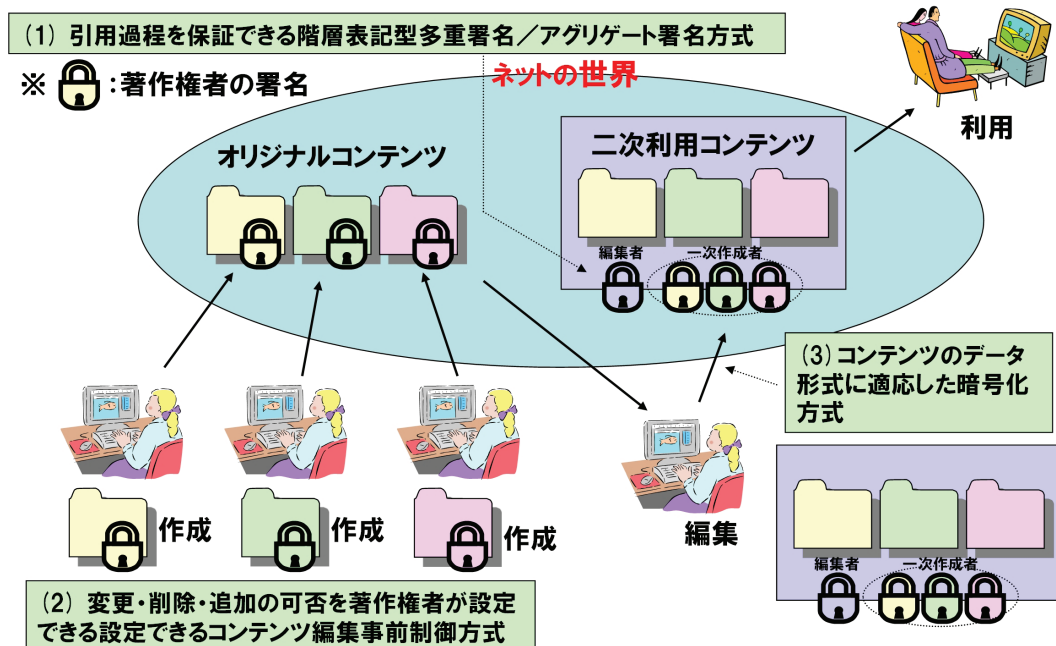 (1) 引用過程を保証できる階層表記型多重署名／アグリゲート署名方式
※ :著作権者の署名
ネットの世界
利用
オリジナルコンテンツ
二次利用コンテンツ
編集者 一次作成者
(3)コンテンツのデータ
形式に適応した暗号化
方式
作成 作成 作成
編集
編集者 一次作成者
(2) 変更・削除・追加の可否を著作権者が設定
できる設定できるコンテンツ編集事前制御方式